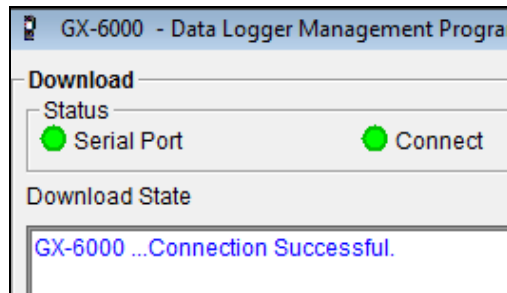 GX-6000 - Data Logger Management Progra
Download
Status
Serial Port Connect
Download State
GX-6000 ...Connection Successful.